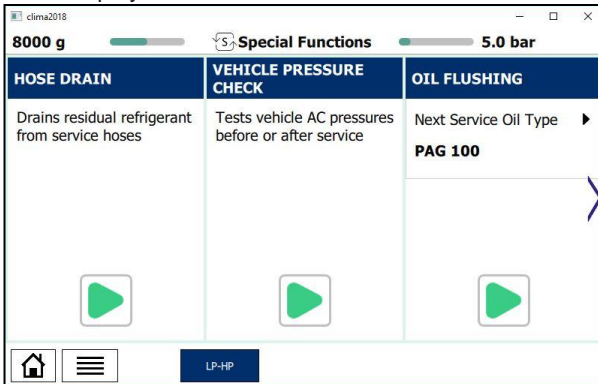 clima2018
8000 g
S
Special Functions
5.0 bar
HOSE DRAIN
Drains residual refrigerant
from service hoses
VEHICLE PRESSURE
CHECK
Tests vehicle AC pressures
before or after service
OIL FLUSHING
Next Service Oil Type
PAG 100
LP-HP